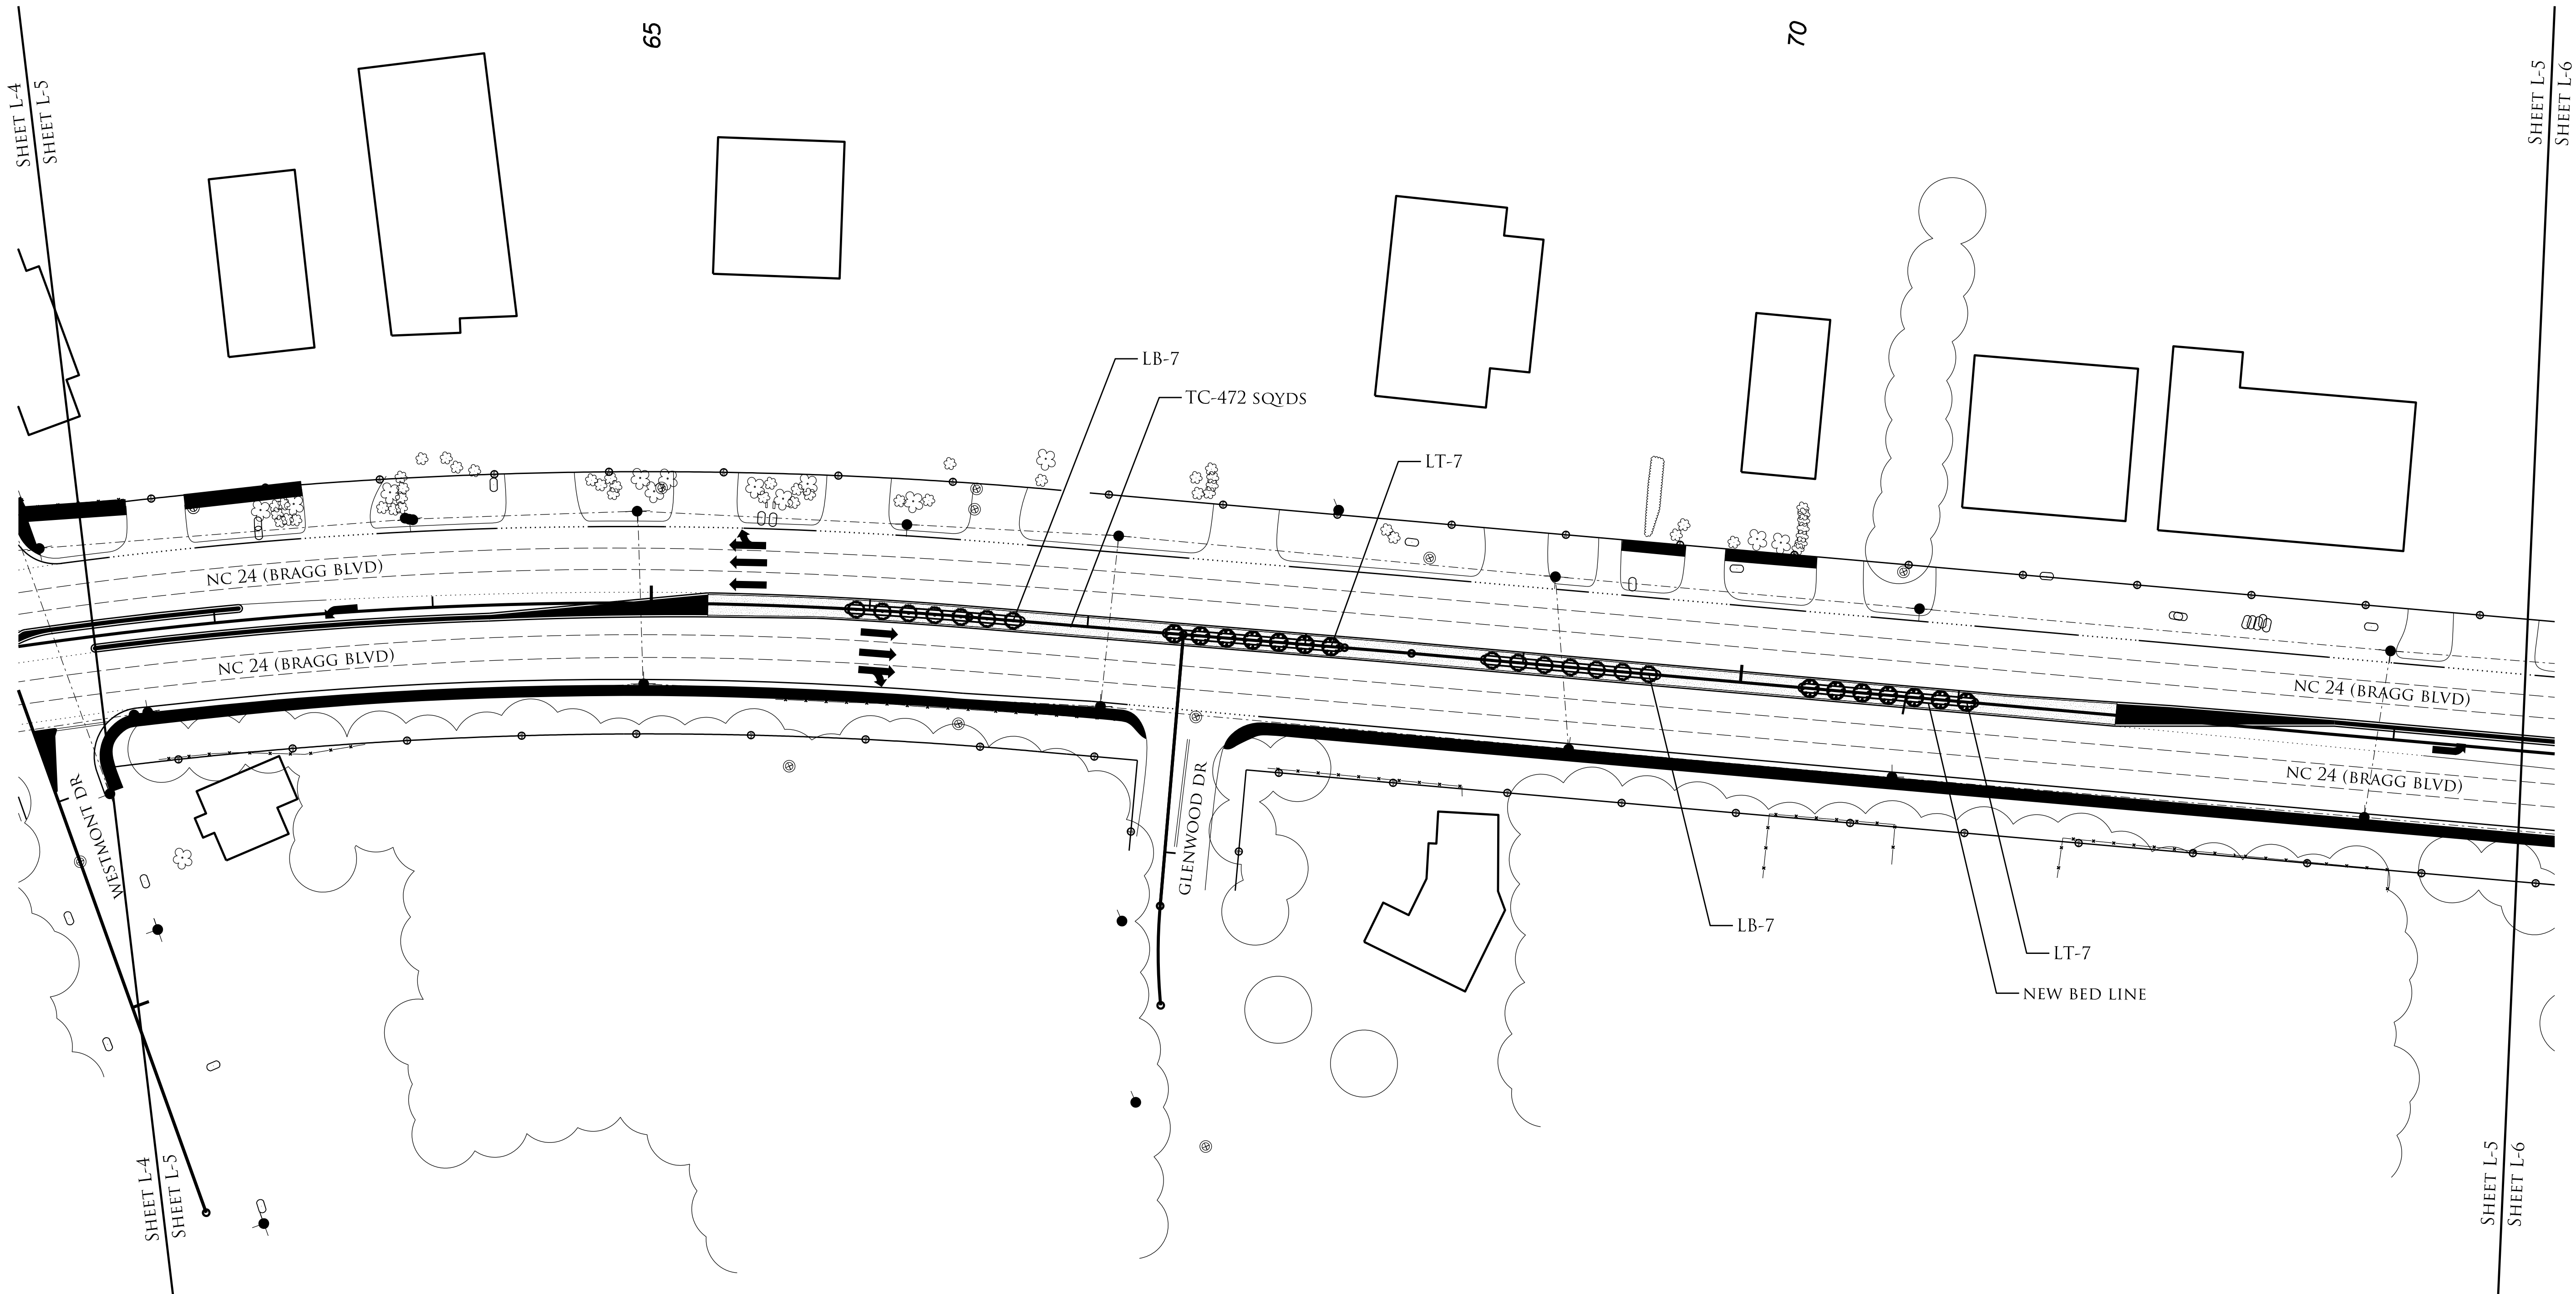 65
70
SHEET L-4
SHEET L-5
SHEET L-5
SHEET L-6
LB-7
TC-472 SQYDS
LT-7
NC 24 (BRAGG BLVD)
NC 24 (BRAGG BLVD)
NC 24 (BRAGG BLVD)
NC 24 (BRAGG BLVD)
WESTMONT DR
GLENWOOD DR
LB-7
LT-7
NEW BED LINE
SHEET L-4
SHEET L-5
SHEET L-5
SHEET L-6